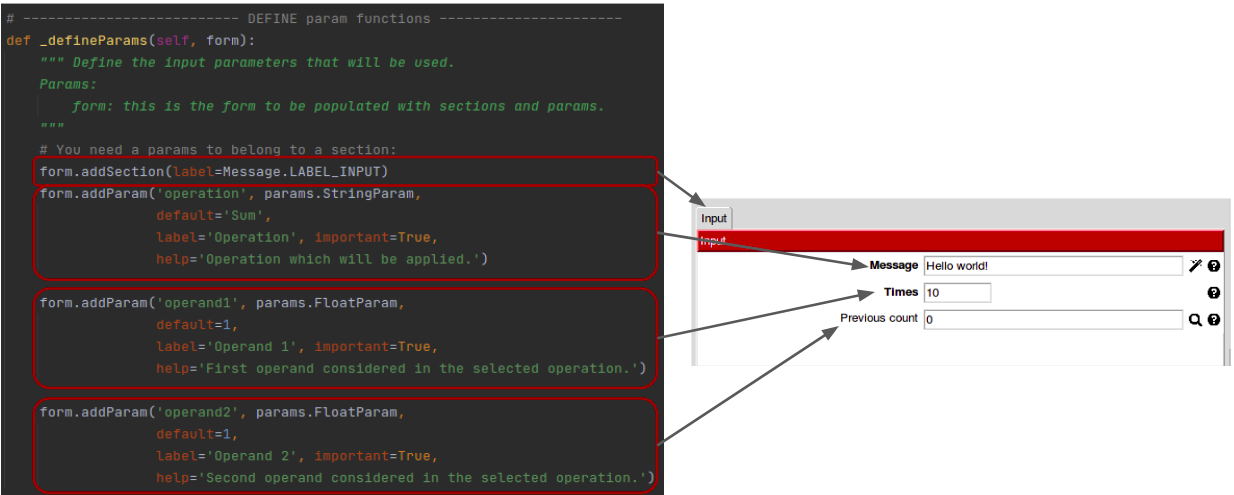 # -------------------------- DEFINE param functions ----------------------
def _defineParams(self, form):
    """ Define the input parameters that will be used.
    Params:
        form: this is the form to be populated with sections and params.
    """
    # You need a params to belong to a section:
    form.addSection(label=Message.LABEL_INPUT)
    form.addParam('operation', params.StringParam,
                  default='Sum',
                  label='Operation', important=True,
                  help='Operation which will be applied.')
    form.addParam('operand1', params.FloatParam,
                  default=1,
                  label='Operand 1', important=True,
                  help='First operand considered in the selected operation.')
    form.addParam('operand2', params.FloatParam,
                  default=1,
                  label='Operand 2', important=True,
                  help='Second operand considered in the selected operation.')
Input
Input
Message Hello world!
Times 10
Previous count 0